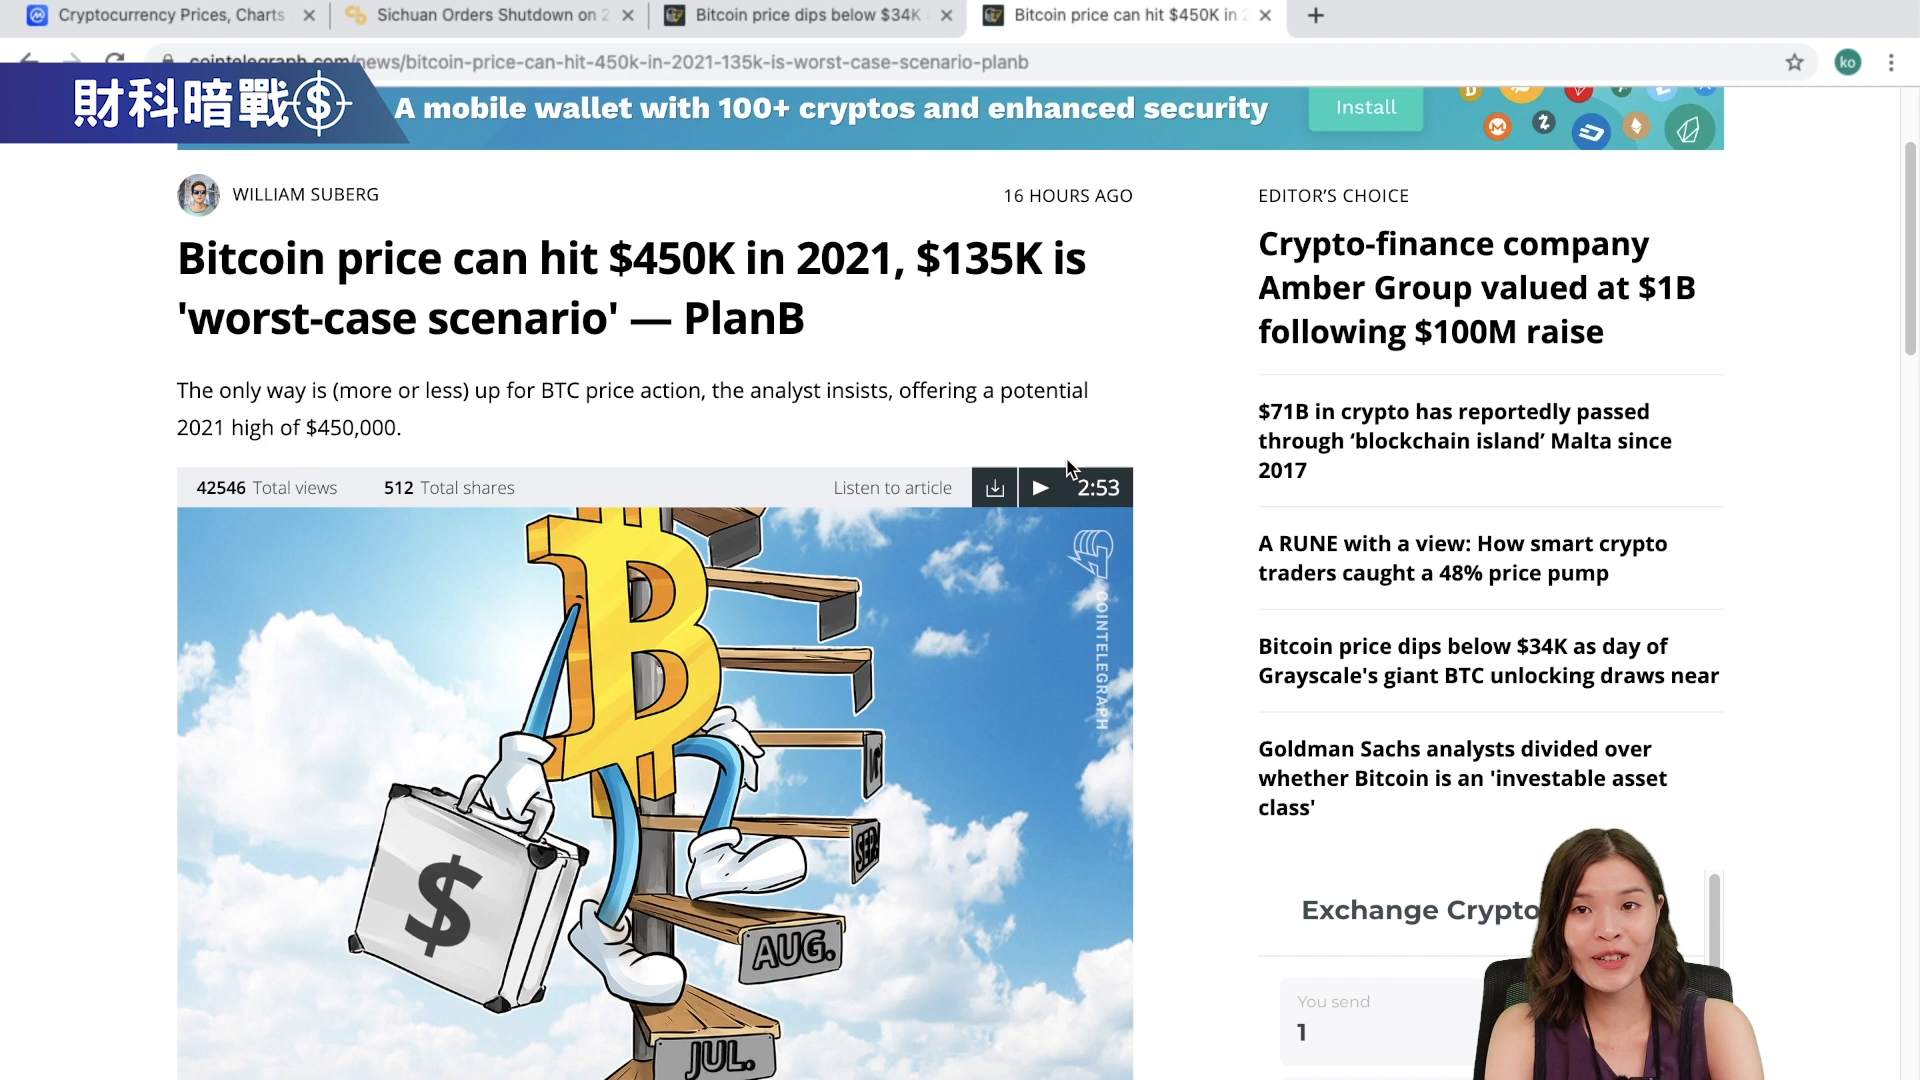 Cryptocurrency Prices, Charts
Sichuan Orders Shutdown on 2
Bitcoin price dips below $34K
Bitcoin price can hit $450K in 2
cointelegraph.com/news/bitcoin-price-can-hit-450k-in-2021-135k-is-worst-case-scenario-planb
ko
財科暗戰
$
A mobile wallet with 100+ cryptos and enhanced security
Install
WILLIAM SUBERG
16 HOURS AGO
Bitcoin price can hit $450K in 2021, $135K is
'worst-case scenario' — PlanB
The only way is (more or less) up for BTC price action, the analyst insists, offering a potential
2021 high of $450,000.
42546 Total views
512 Total shares
Listen to article
2:53
COINTELEGRAPH
SEP.
AUG.
JUL.
$
EDITOR’S CHOICE
Crypto-finance company
Amber Group valued at $1B
following $100M raise
$71B in crypto has reportedly passed
through ‘blockchain island’ Malta since
2017
A RUNE with a view: How smart crypto
traders caught a 48% price pump
Bitcoin price dips below $34K as day of
Grayscale's giant BTC unlocking draws near
Goldman Sachs analysts divided over
whether Bitcoin is an 'investable asset
class'
Exchange Crypto
You send
1